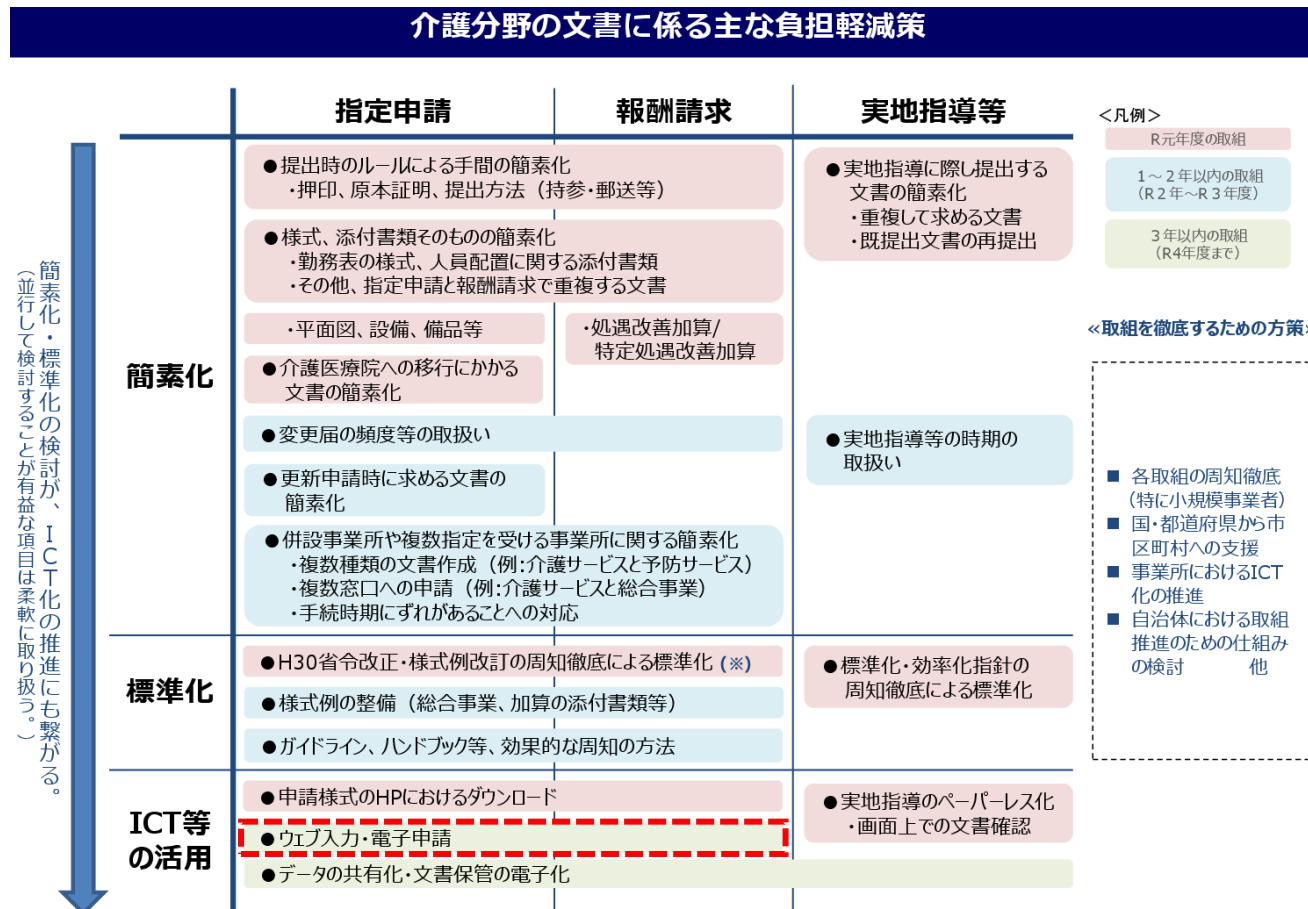 介護分野の文書に係る主な負担軽減策
指定申請
報酬請求
実地指導等
簡素化
●提出時のルールによる手間の簡素化
・押印、原本証明、提出方法（持参・郵送等）
●様式、添付書類そのものの簡素化
・勤務表の様式、人員配置に関する添付書類
・その他、指定申請と報酬請求で重複する文書
・平面図、設備、備品等
・処遇改善加算/
特定処遇改善加算
●介護医療院への移行にかかる
文書の簡素化
●変更届の頻度等の取扱い
●更新申請時に求める文書の
簡素化
●併設事業所や複数指定を受ける事業所に関する簡素化
・複数種類の文書作成（例:介護サービスと予防サービス）
・複数窓口への申請（例:介護サービスと総合事業）
・手続時期にずれがあることへの対応
●実地指導に際し提出する
文書の簡素化
・重複して求める文書
・既提出文書の再提出
●実地指導等の時期の
取扱い
標準化
●H30省令改正・様式例改訂の周知徹底による標準化（※）
●様式例の整備（総合事業、加算の添付書類等）
●ガイドライン、ハンドブック等、効果的な周知の方法
●標準化・効率化指針の
周知徹底による標準化
ICT等
の活用
●申請様式のHPにおけるダウンロード
●ウェブ入力・電子申請
●データの共有化・文書保管の電子化
●実地指導のペーパーレス化
・画面上での文書確認
簡素化・標準化の検討が、ICT化の推進にも繋がる。
（並行して検討することが有益な項目は柔軟に取り扱う。）
＜凡例＞
R元年度の取組
1～2年以内の取組
（R2年～R3年度）
3年以内の取組
（R4年度まで）
≪取組を徹底するための方策≫
■ 各取組の周知徹底
（特に小規模事業者）
■ 国・都道府県から市
区町村への支援
■ 事業所におけるICT
化の推進
■ 自治体における取組
推進のための仕組み
の検討　　他